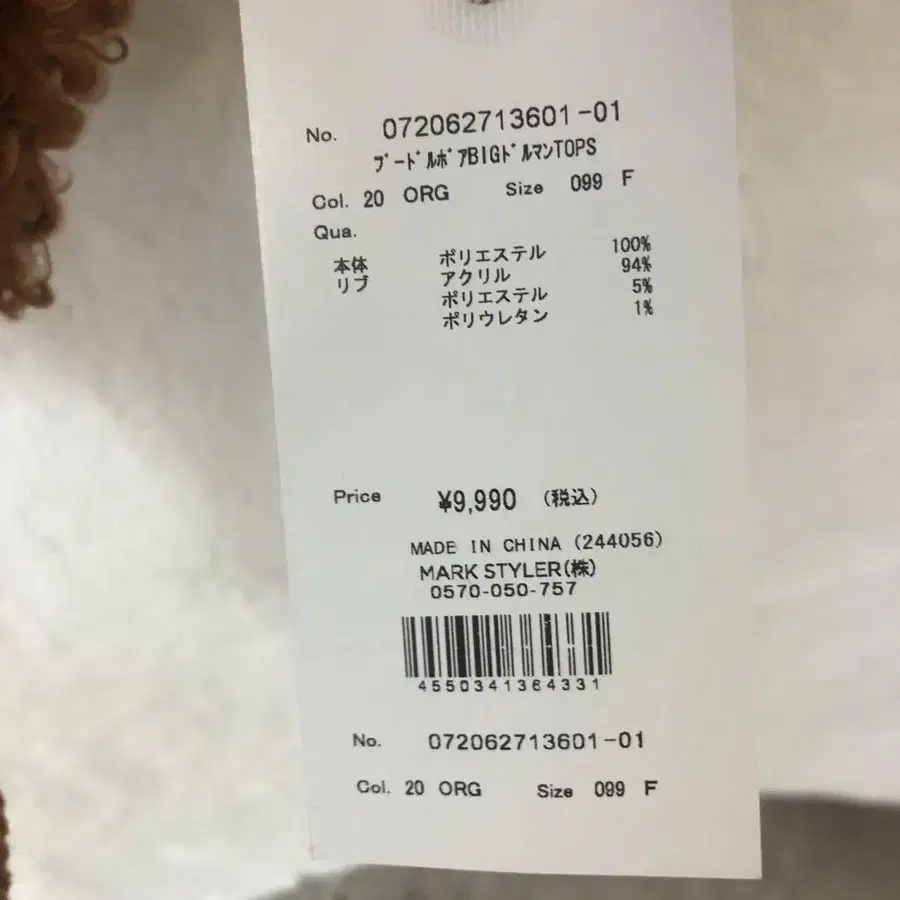 No. 072062713601-01
ﾌﾟｰﾄﾞﾙﾎﾞｱBIGﾄﾞﾙﾏﾝTOPS
Col. 20 ORG Size 099 F
Qua.
本体 ポリエステル 100%
リブ アクリル 94%
ポリエステル 5%
ポリウレタン 1%
Price ¥9,990 (税込)
MADE IN CHINA (244056)
MARK STYLER(株)
0570-050-757
4550341364331
No. 072062713601-01
Col. 20 ORG Size 099 F